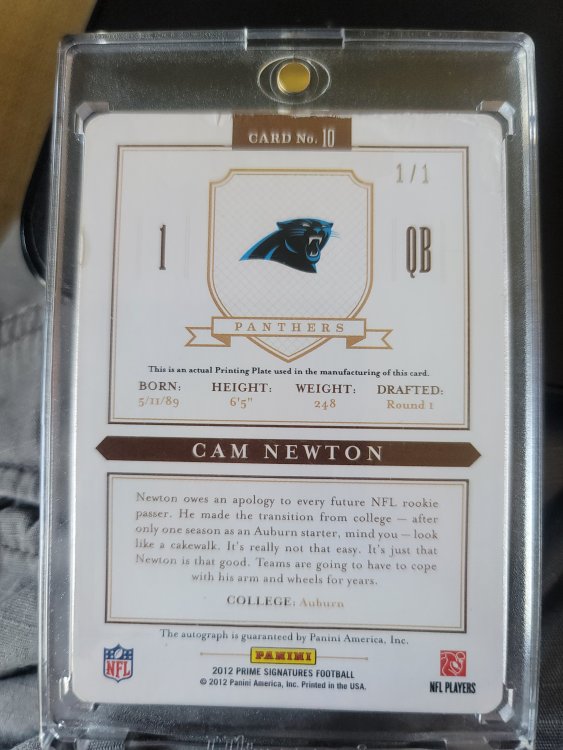 CARD No. 10
1/1
1
QB
PANTHERS
This is an actual Printing Plate used in the manufacturing of this card.
BORN: HEIGHT: WEIGHT: DRAFTED:
5/11/89 6'5" 248 Round 1
CAM NEWTON
Newton owes an apology to every future NFL rookie
passer. He made the transition from college — after
only one season as an Auburn starter, mind you — look
like a cakewalk. It's really not that easy. It's just that
Newton is that good. Teams are going to have to cope
with his arm and wheels for years.
COLLEGE: Auburn
The autograph is guaranteed by Panini America, Inc.
PANINI
NFL
2012 PRIME SIGNATURES FOOTBALL
© 2012 Panini America, Inc. Printed in the USA.
NFL PLAYERS